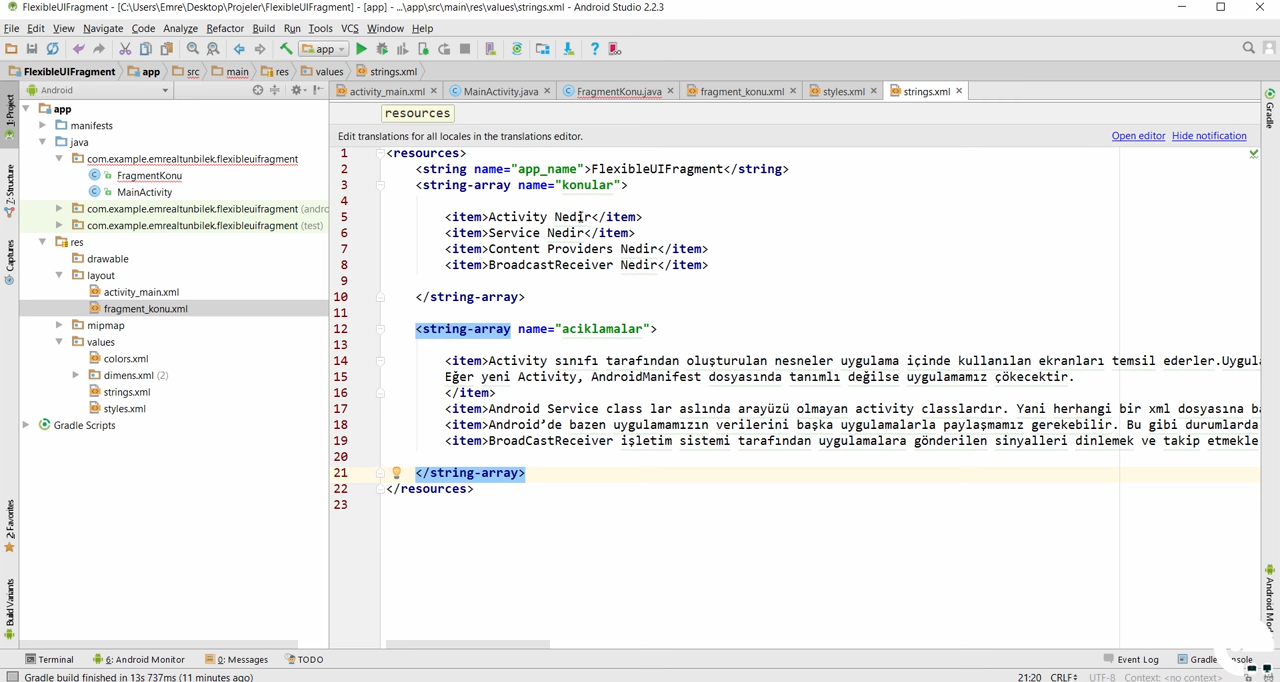 FlexibleUIFragment - [C:\Users\Emre\Desktop\Projeler\FlexibleUIFragment] - [app] - ...\app\src\main\res\values\strings.xml - Android Studio 2.2.3
File Edit View Navigate Code Analyze Refactor Build Run Tools VCS Window Help
app
FlexibleUIFragment app src main res values strings.xml
Android
activity_main.xml MainActivity.java FragmentKonu.java fragment_konu.xml styles.xml strings.xml
1: Project
7: Structure
Captures
2: Favorites
Build Variants
app
manifests
java
com.example.emrealtunbilek.flexibleuifragment
FragmentKonu
MainActivity
com.example.emrealtunbilek.flexibleuifragment (andro
com.example.emrealtunbilek.flexibleuifragment (test)
res
drawable
layout
activity_main.xml
fragment_konu.xml
mipmap
values
colors.xml
dimens.xml (2)
strings.xml
styles.xml
Gradle Scripts
resources
Edit translations for all locales in the translations editor. Open editor Hide notification
1 <resources>
2 <string name="app_name">FlexibleUIFragment</string>
3 <string-array name="konular">
4
5 <item>Activity Nedir</item>
6 <item>Service Nedir</item>
7 <item>Content Providers Nedir</item>
8 <item>BroadcastReceiver Nedir</item>
9
10 </string-array>
11
12 <string-array name="aciklamalar">
13
14 <item>Activity sınıfı tarafından oluşturulan nesneler uygulama içinde kullanılan ekranları temsil ederler.Uygula
15 Eğer yeni Activity, AndroidManifest dosyasında tanımlı değilse uygulamamız çökecektir.
16 </item>
17 <item>Android Service class lar aslında arayüzü olmayan activity classlardır. Yani herhangi bir xml dosyasına ba
18 <item>Android’de bazen uygulamamızın verilerini başka uygulamalarla paylaşmamız gerekebilir. Bu gibi durumlarda
19 <item>BroadCastReceiver işletim sistemi tarafından uygulamalara gönderilen sinyalleri dinlemek ve takip etmekle
20
21 </string-array>
22 </resources>
23
Gradle
Terminal 6: Android Monitor 0: Messages TODO Event Log
Gradle build finished in 13s 737ms (11 minutes ago) 21:20 CRLF UTF-8 Context: <no context>